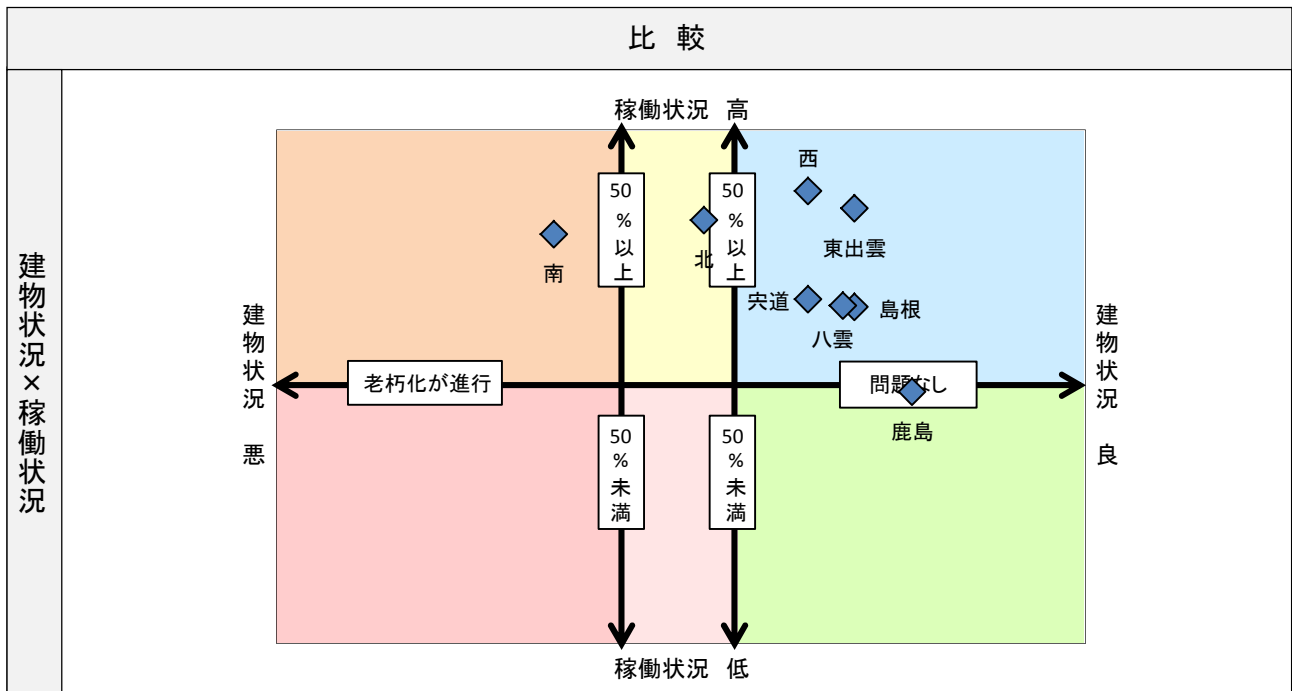 比 較
建物状況×稼働状況
稼働状況 高
50%以上
50%以上
西
東出雲
北
南
宍道
島根
八雲
建物状況 悪
老朽化が進行
問題なし
建物状況 良
鹿島
50%未満
50%未満
稼働状況 低